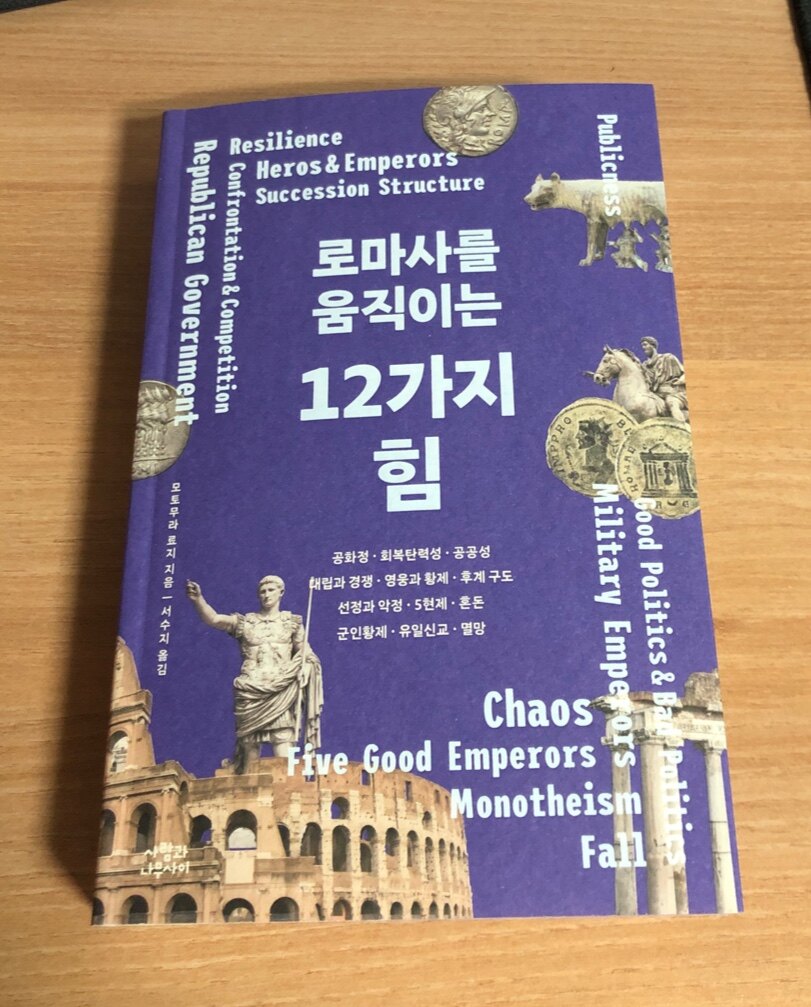 Resilience
Heros & Emperors
Succession Structure
Confrontation & Competition
Republican Government
Publicness
로마사를
움직이는
12가지
힘
공화정 · 회복탄력성 · 공공성
대립과 경쟁 · 영웅과 황제 · 후계 구도
선정과 악정 · 5현제 · 혼돈
군인황제 · 유일신교 · 멸망
모토무라 료지 지음 ― 서수지 옮김
Good Politics & Bad Politics
Military Emperors
Chaos
Five Good Emperors
Monotheism
Fall
사람과
나무사이